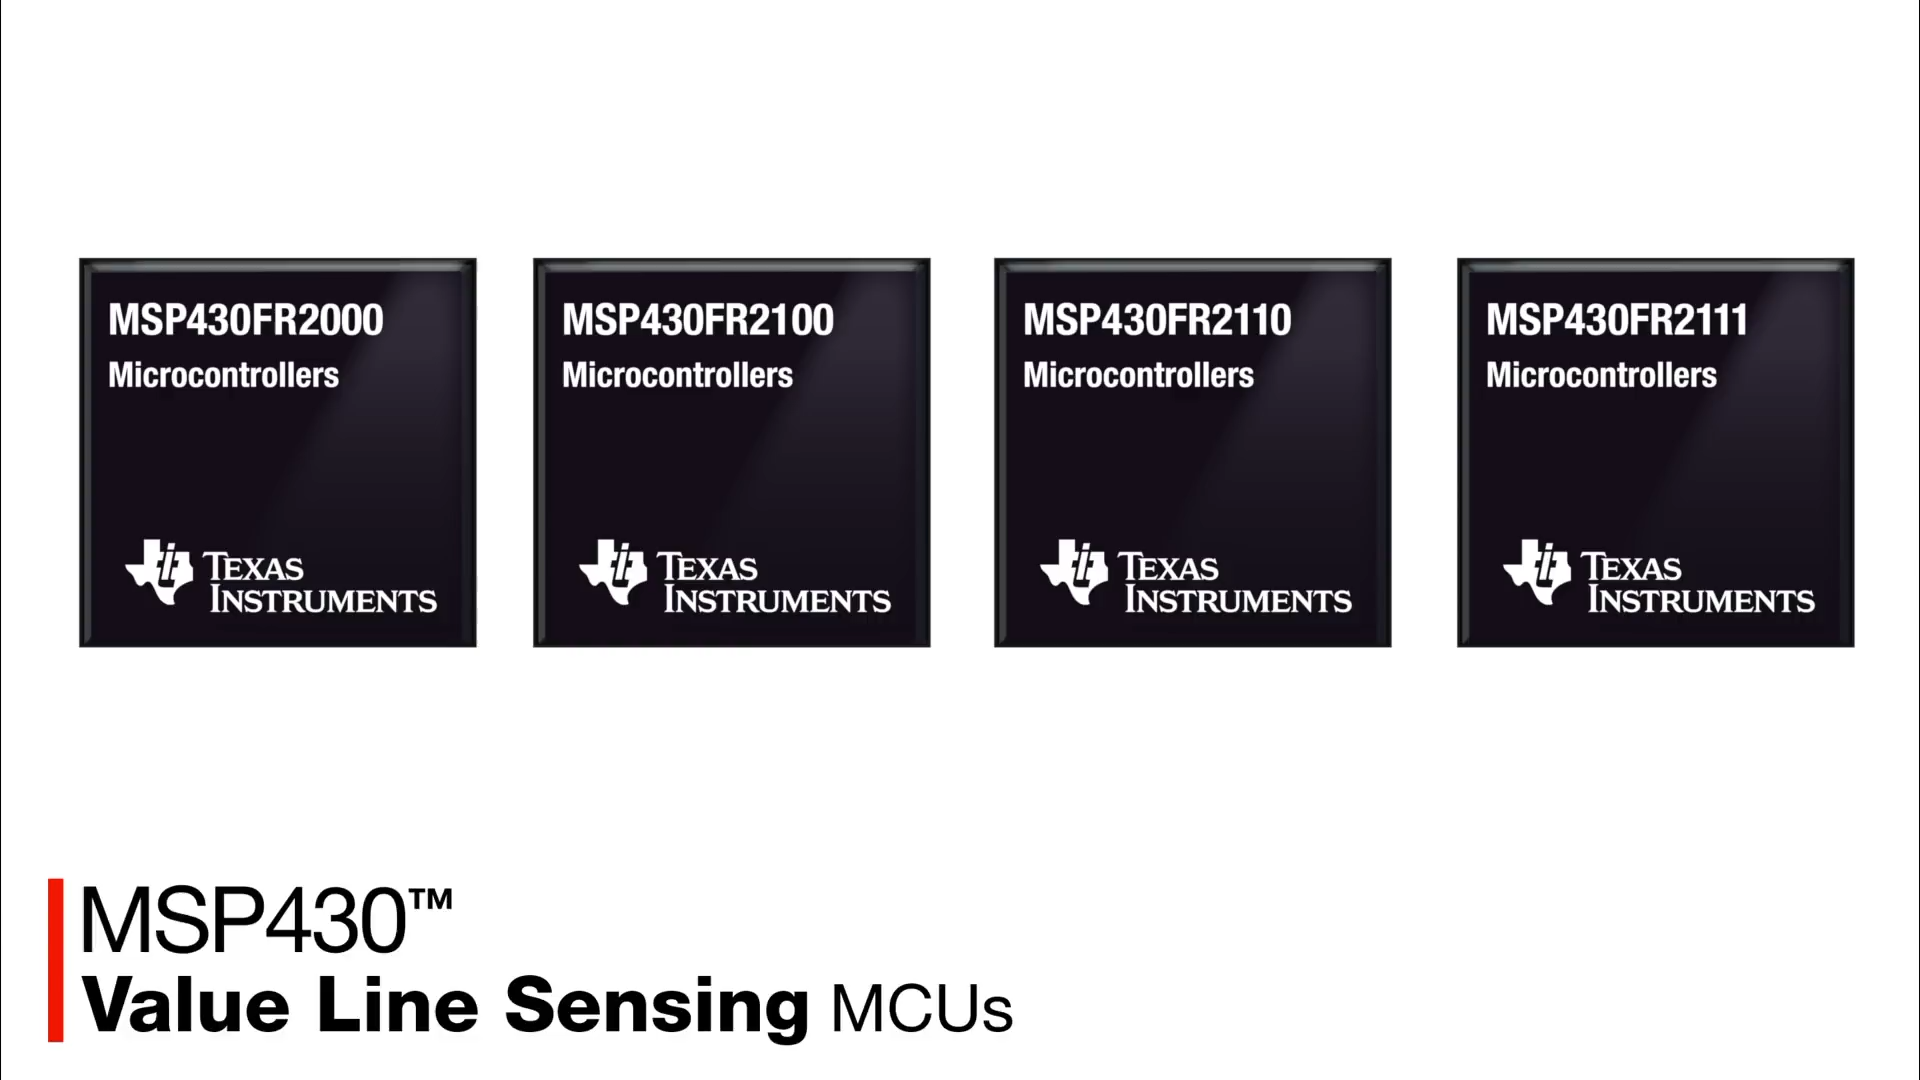 MSP430FR2000
Microcontrollers
TEXAS
INSTRUMENTS
MSP430FR2100
Microcontrollers
TEXAS
INSTRUMENTS
MSP430FR2110
Microcontrollers
TEXAS
INSTRUMENTS
MSP430FR2111
Microcontrollers
TEXAS
INSTRUMENTS
MSP430™
Value Line Sensing MCUs